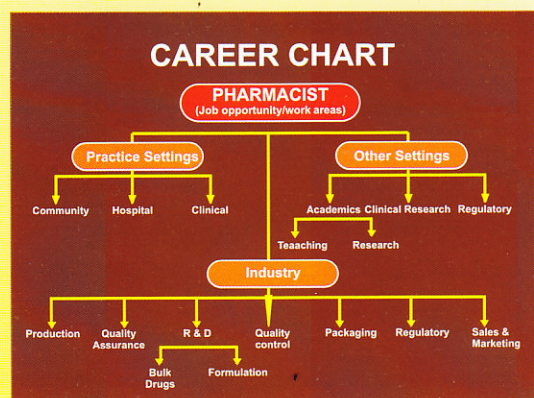 CAREER CHART
PHARMACIST
(Job opportunity/work areas)
Practice Settings
Other Settings
Community Hospital Clinical
Academics Clinical Research Regulatory
Teaaching Research
Industry
Production Quality Assurance R & D Quality control Packaging Regulatory Sales & Marketing
Bulk Drugs Formulation